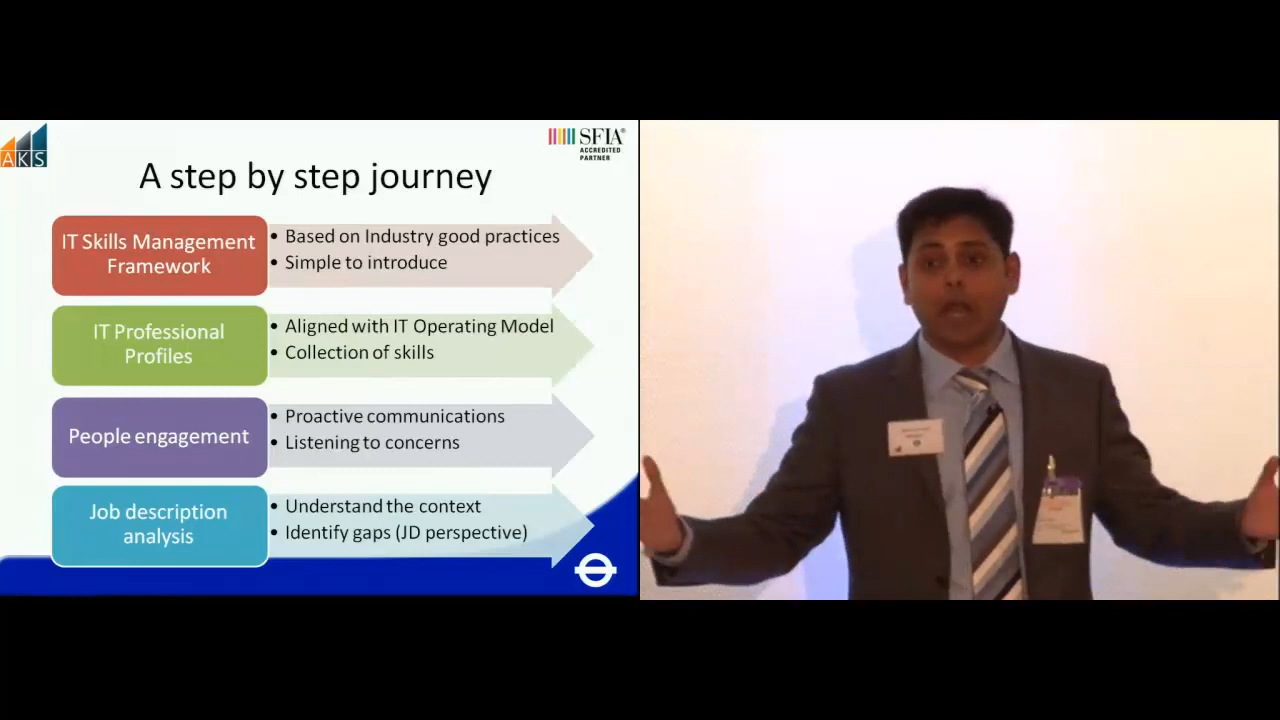 AKS
SFIA®
ACCREDITED
PARTNER
A step by step journey
IT Skills Management
Framework
• Based on Industry good practices
• Simple to introduce
IT Professional
Profiles
• Aligned with IT Operating Model
• Collection of skills
People engagement
• Proactive communications
• Listening to concerns
Job description
analysis
• Understand the context
• Identify gaps (JD perspective)